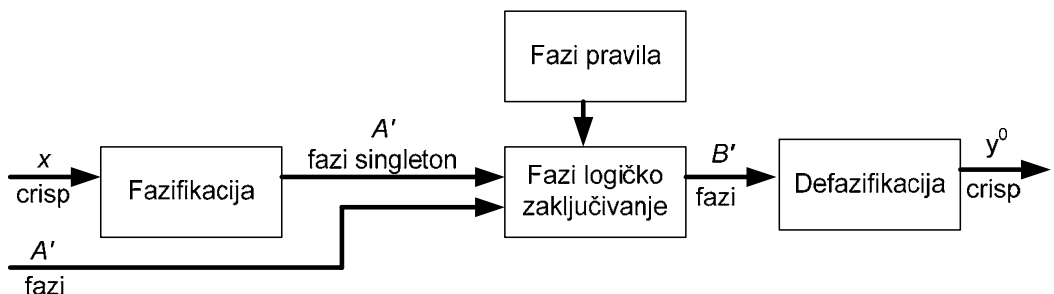 Fazi pravila
x
crisp
Fazifikacija
A'
fazi singleton
Fazi logičko
zaključivanje
B'
fazi
Defazifikacija
y⁰
crisp
A'
fazi